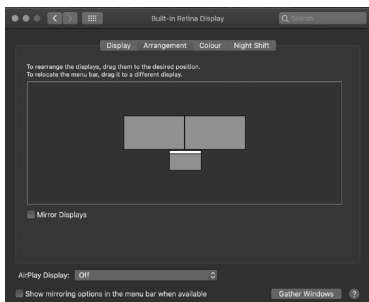 Built-in Retina Display
Search
Display Arrangement Colour Night Shift
To rearrange the displays, drag them to the desired position.
To relocate the menu bar, drag it to a different display.
Mirror Displays
AirPlay Display: Off
Show mirroring options in the menu bar when available
Gather Windows ?